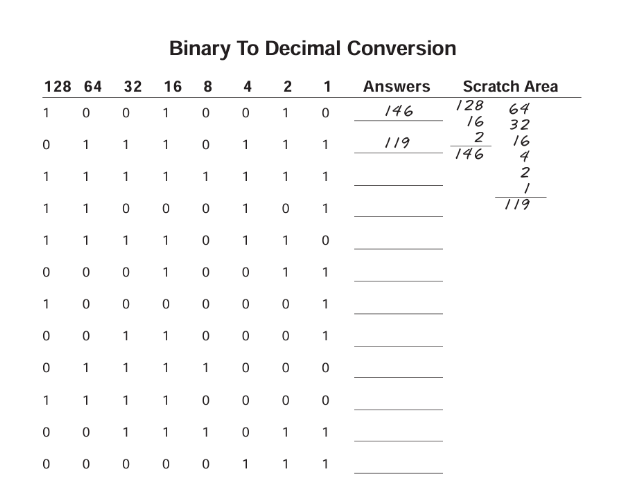 Binary To Decimal Conversion
128 64 32 16 8 4 2 1 Answers Scratch Area
1 0 0 1 0 0 1 0 146 128 64
16 32
0 1 1 1 0 1 1 1 119 2 16
146 4
1 1 1 1 1 1 1 1 2
1
1 1 0 0 0 1 0 1 119
1 1 1 1 0 1 1 0
0 0 0 1 0 0 1 1
1 0 0 0 0 0 0 1
0 0 1 1 0 0 0 1
0 1 1 1 1 0 0 0
1 1 1 1 0 0 0 0
0 0 1 1 1 0 1 1
0 0 0 0 0 1 1 1